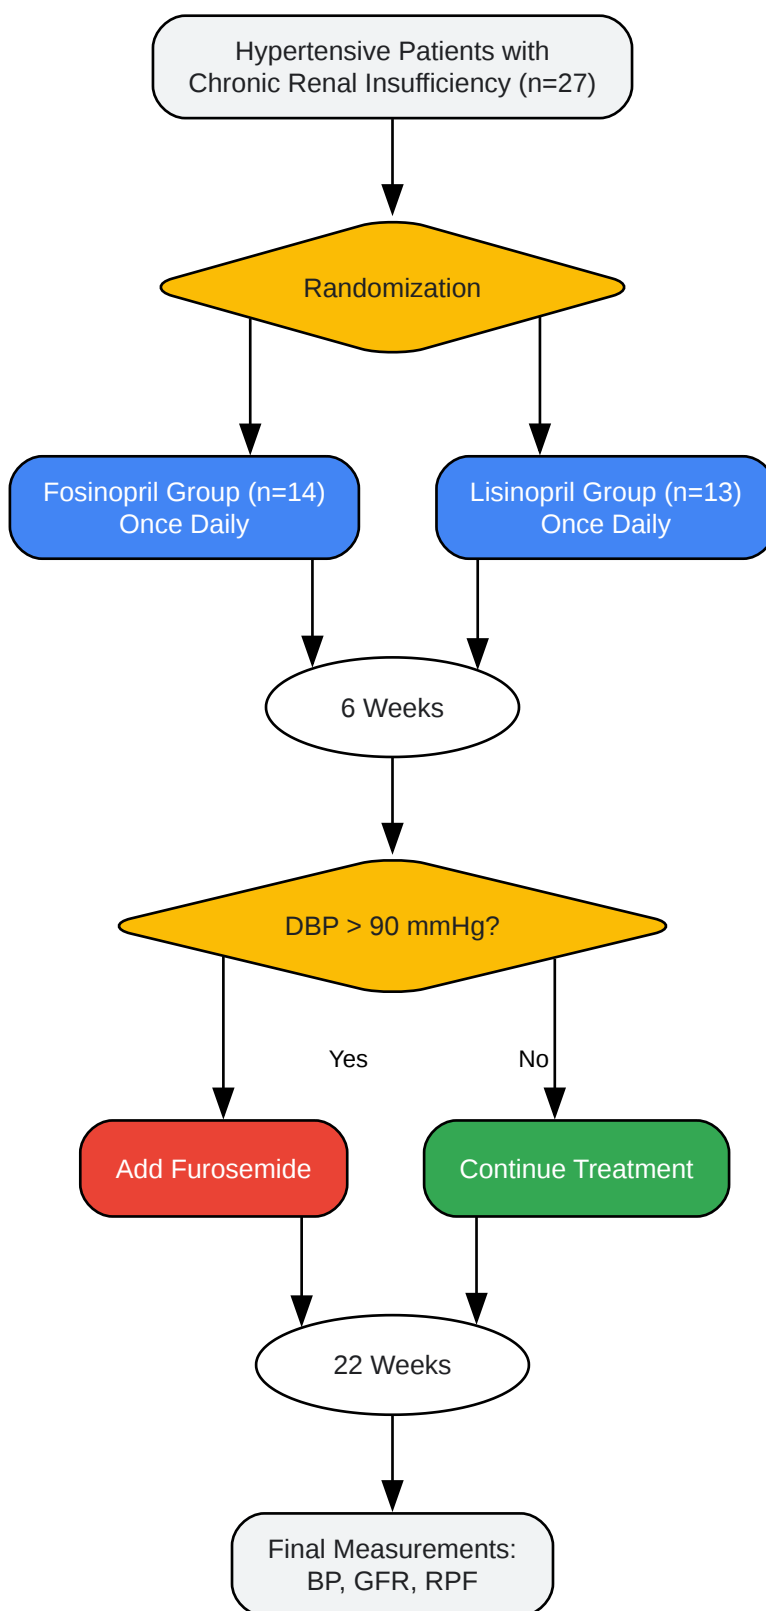 Hypertensive Patients with
Chronic Renal Insufficiency (n=27)
Randomization
Fosinopril Group (n=14)
Once Daily
Lisinopril Group (n=13)
Once Daily
6 Weeks
DBP > 90 mmHg?
Yes
No
Add Furosemide
Continue Treatment
22 Weeks
Final Measurements:
BP, GFR, RPF